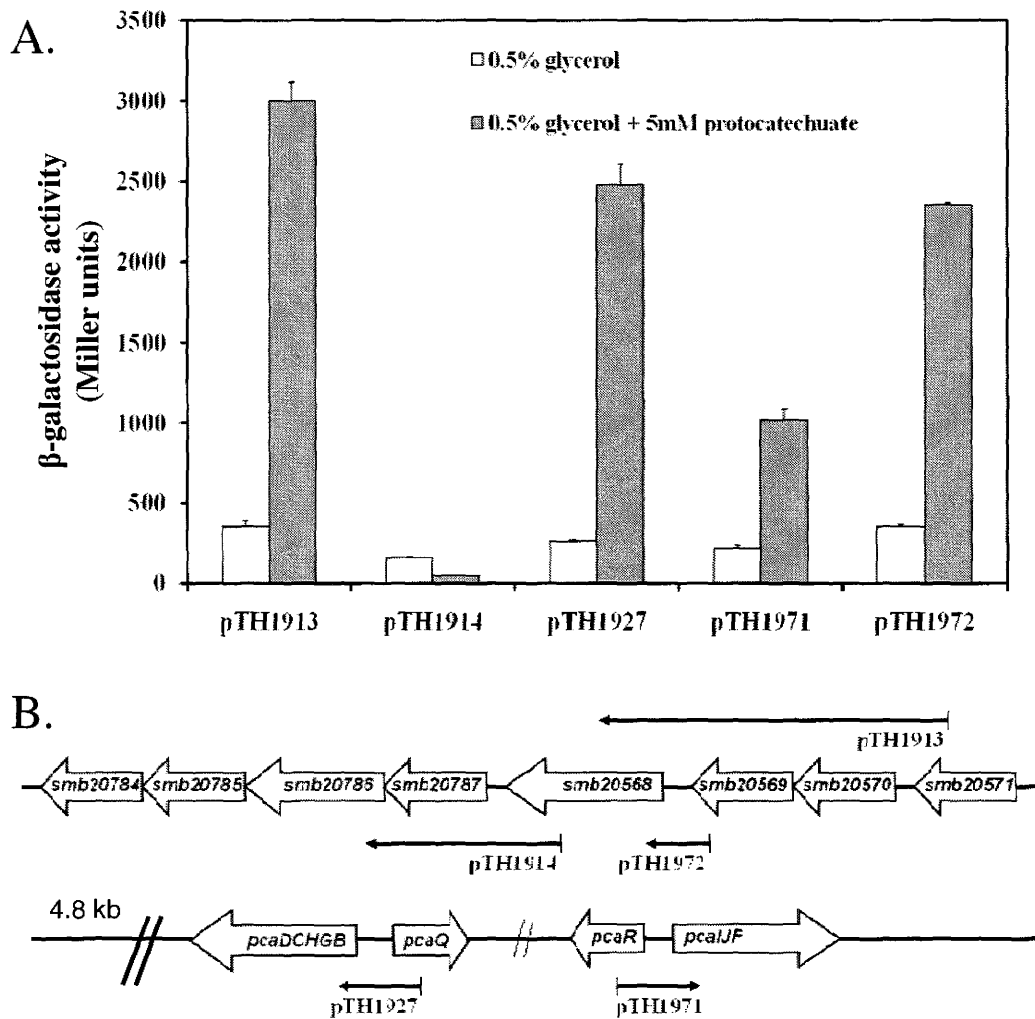 A.
β-galactosidase activity
(Miller units)
3500
3000
2500
2000
1500
1000
500
0
0.5% glycerol
0.5% glycerol + 5mM protocatechuate
pTH1913
pTH1914
pTH1927
pTH1971
pTH1972
B.
pTH1913
smb20784
smb20785
smb20786
smb20787
smb20568
smb20569
smb20570
smb20571
pTH1914
pTH1972
4.8 kb
pcaDCHGB
pcaQ
pcaR
pcaIJF
pTH1927
pTH1971